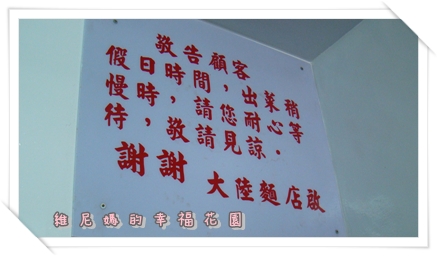 敬告顧客
假日時間，出菜稍
慢時，請您耐心等
待，敬請見諒。
謝謝
大陸麵店啟
維尼媽的幸福花園